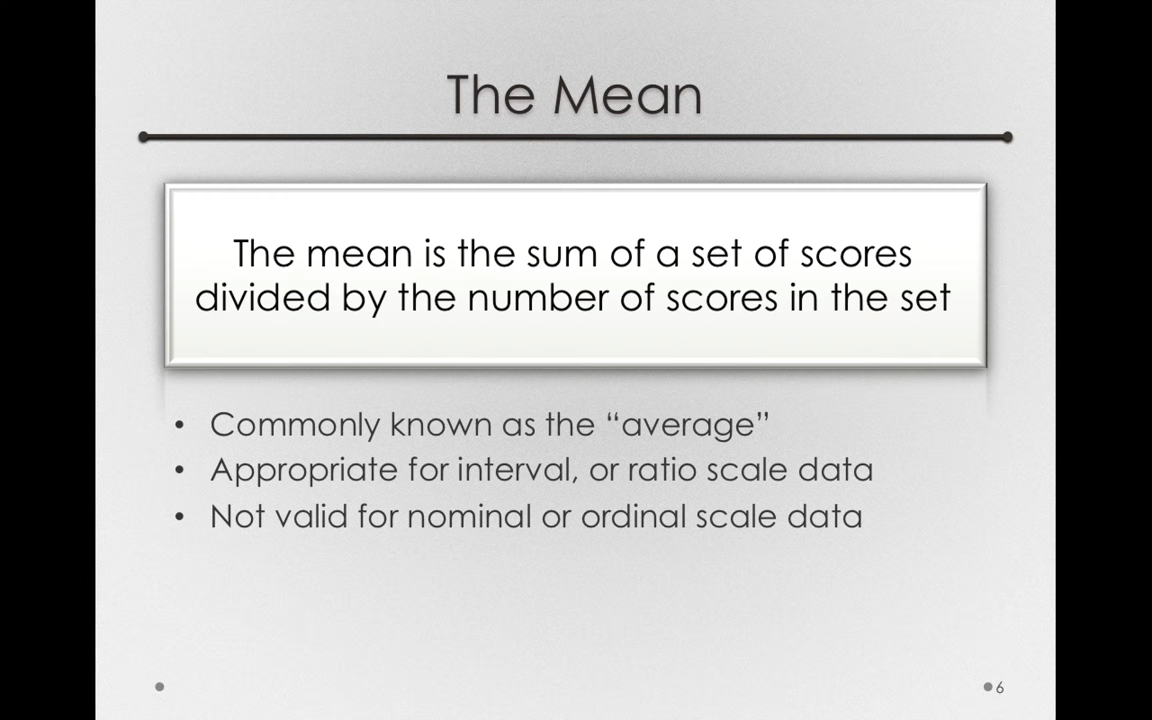 The Mean
The mean is the sum of a set of scores
divided by the number of scores in the set
• Commonly known as the “average”
• Appropriate for interval, or ratio scale data
• Not valid for nominal or ordinal scale data
6